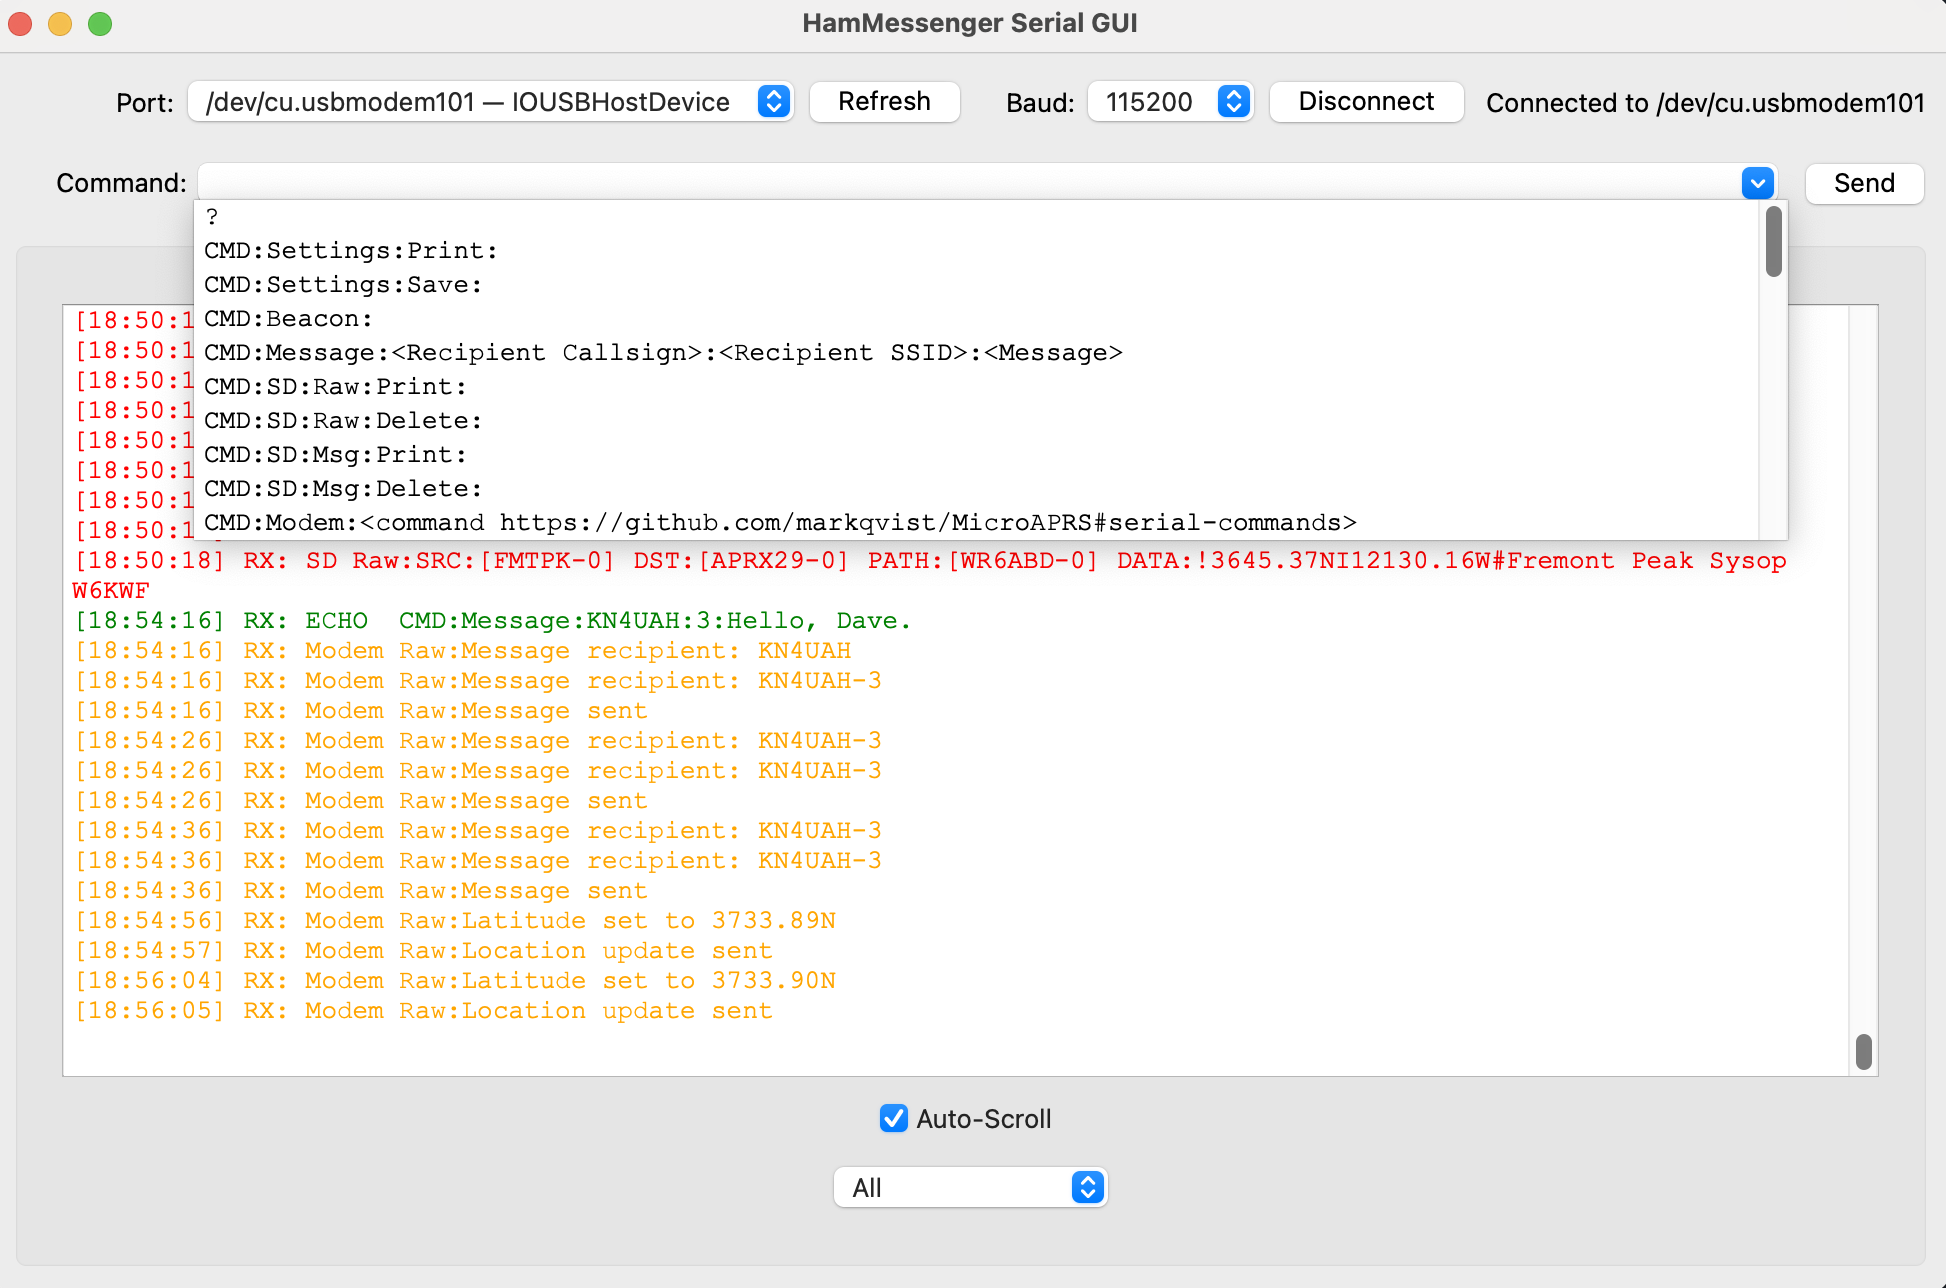 HamMessenger Serial GUI
Port: /dev/cu.usbmodem101 — IOUSBHostDevice Refresh Baud: 115200 Disconnect Connected to /dev/cu.usbmodem101
Command: Send
?
CMD:Settings:Print:
CMD:Settings:Save:
CMD:Beacon:
CMD:Message:<Recipient Callsign>:<Recipient SSID>:<Message>
CMD:SD:Raw:Print:
CMD:SD:Raw:Delete:
CMD:SD:Msg:Print:
CMD:SD:Msg:Delete:
CMD:Modem:<command https://github.com/markqvist/MicroAPRS#serial-commands>
[18:50:1
[18:50:1
[18:50:1
[18:50:1
[18:50:1
[18:50:1
[18:50:1
[18:50:1
[18:50:18] RX: SD Raw:SRC:[FMTPK-0] DST:[APRX29-0] PATH:[WR6ABD-0] DATA:!3645.37NI12130.16W#Fremont Peak Sysop
W6KWF
[18:54:16] RX: ECHO  CMD:Message:KN4UAH:3:Hello, Dave.
[18:54:16] RX: Modem Raw:Message recipient: KN4UAH
[18:54:16] RX: Modem Raw:Message recipient: KN4UAH-3
[18:54:16] RX: Modem Raw:Message sent
[18:54:26] RX: Modem Raw:Message recipient: KN4UAH-3
[18:54:26] RX: Modem Raw:Message recipient: KN4UAH-3
[18:54:26] RX: Modem Raw:Message sent
[18:54:36] RX: Modem Raw:Message recipient: KN4UAH-3
[18:54:36] RX: Modem Raw:Message recipient: KN4UAH-3
[18:54:36] RX: Modem Raw:Message sent
[18:54:56] RX: Modem Raw:Latitude set to 3733.89N
[18:54:57] RX: Modem Raw:Location update sent
[18:56:04] RX: Modem Raw:Latitude set to 3733.90N
[18:56:05] RX: Modem Raw:Location update sent
Auto-Scroll
All